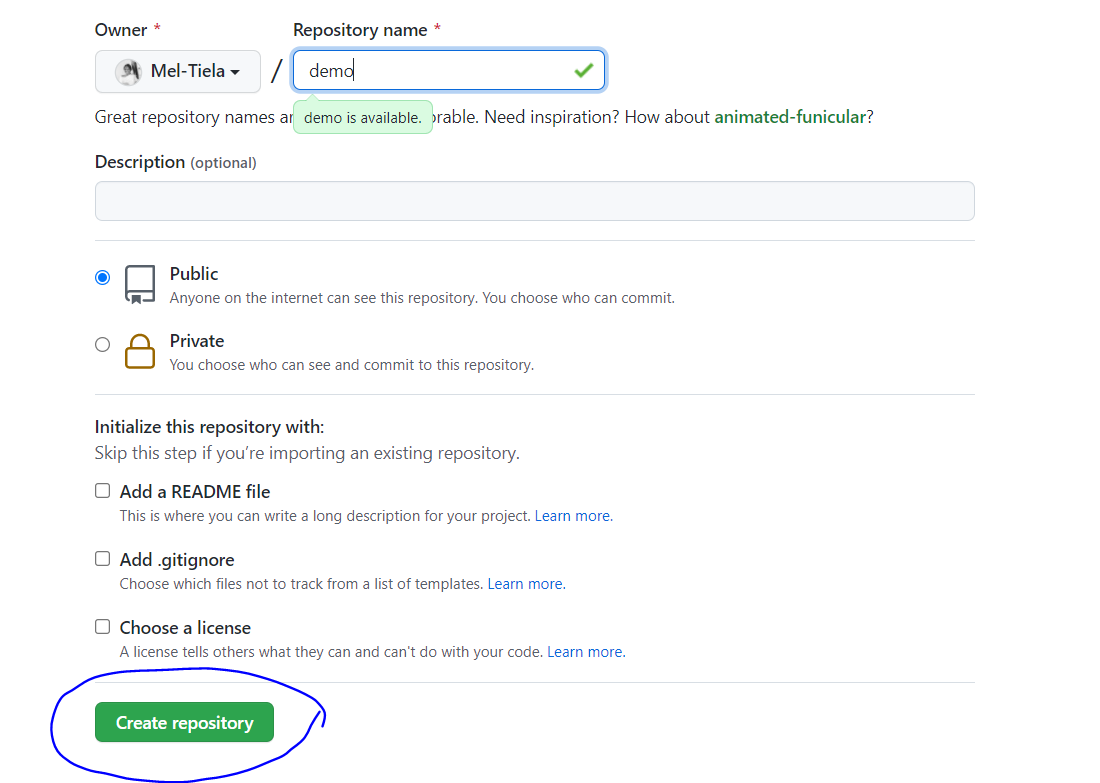 Owner * Repository name *
Mel-Tiela / demo
demo is available.
Great repository names ar orable. Need inspiration? How about animated-funicular?
Description (optional)
Public
Anyone on the internet can see this repository. You choose who can commit.
Private
You choose who can see and commit to this repository.
Initialize this repository with:
Skip this step if you're importing an existing repository.
Add a README file
This is where you can write a long description for your project. Learn more.
Add .gitignore
Choose which files not to track from a list of templates. Learn more.
Choose a license
A license tells others what they can and can't do with your code. Learn more.
Create repository